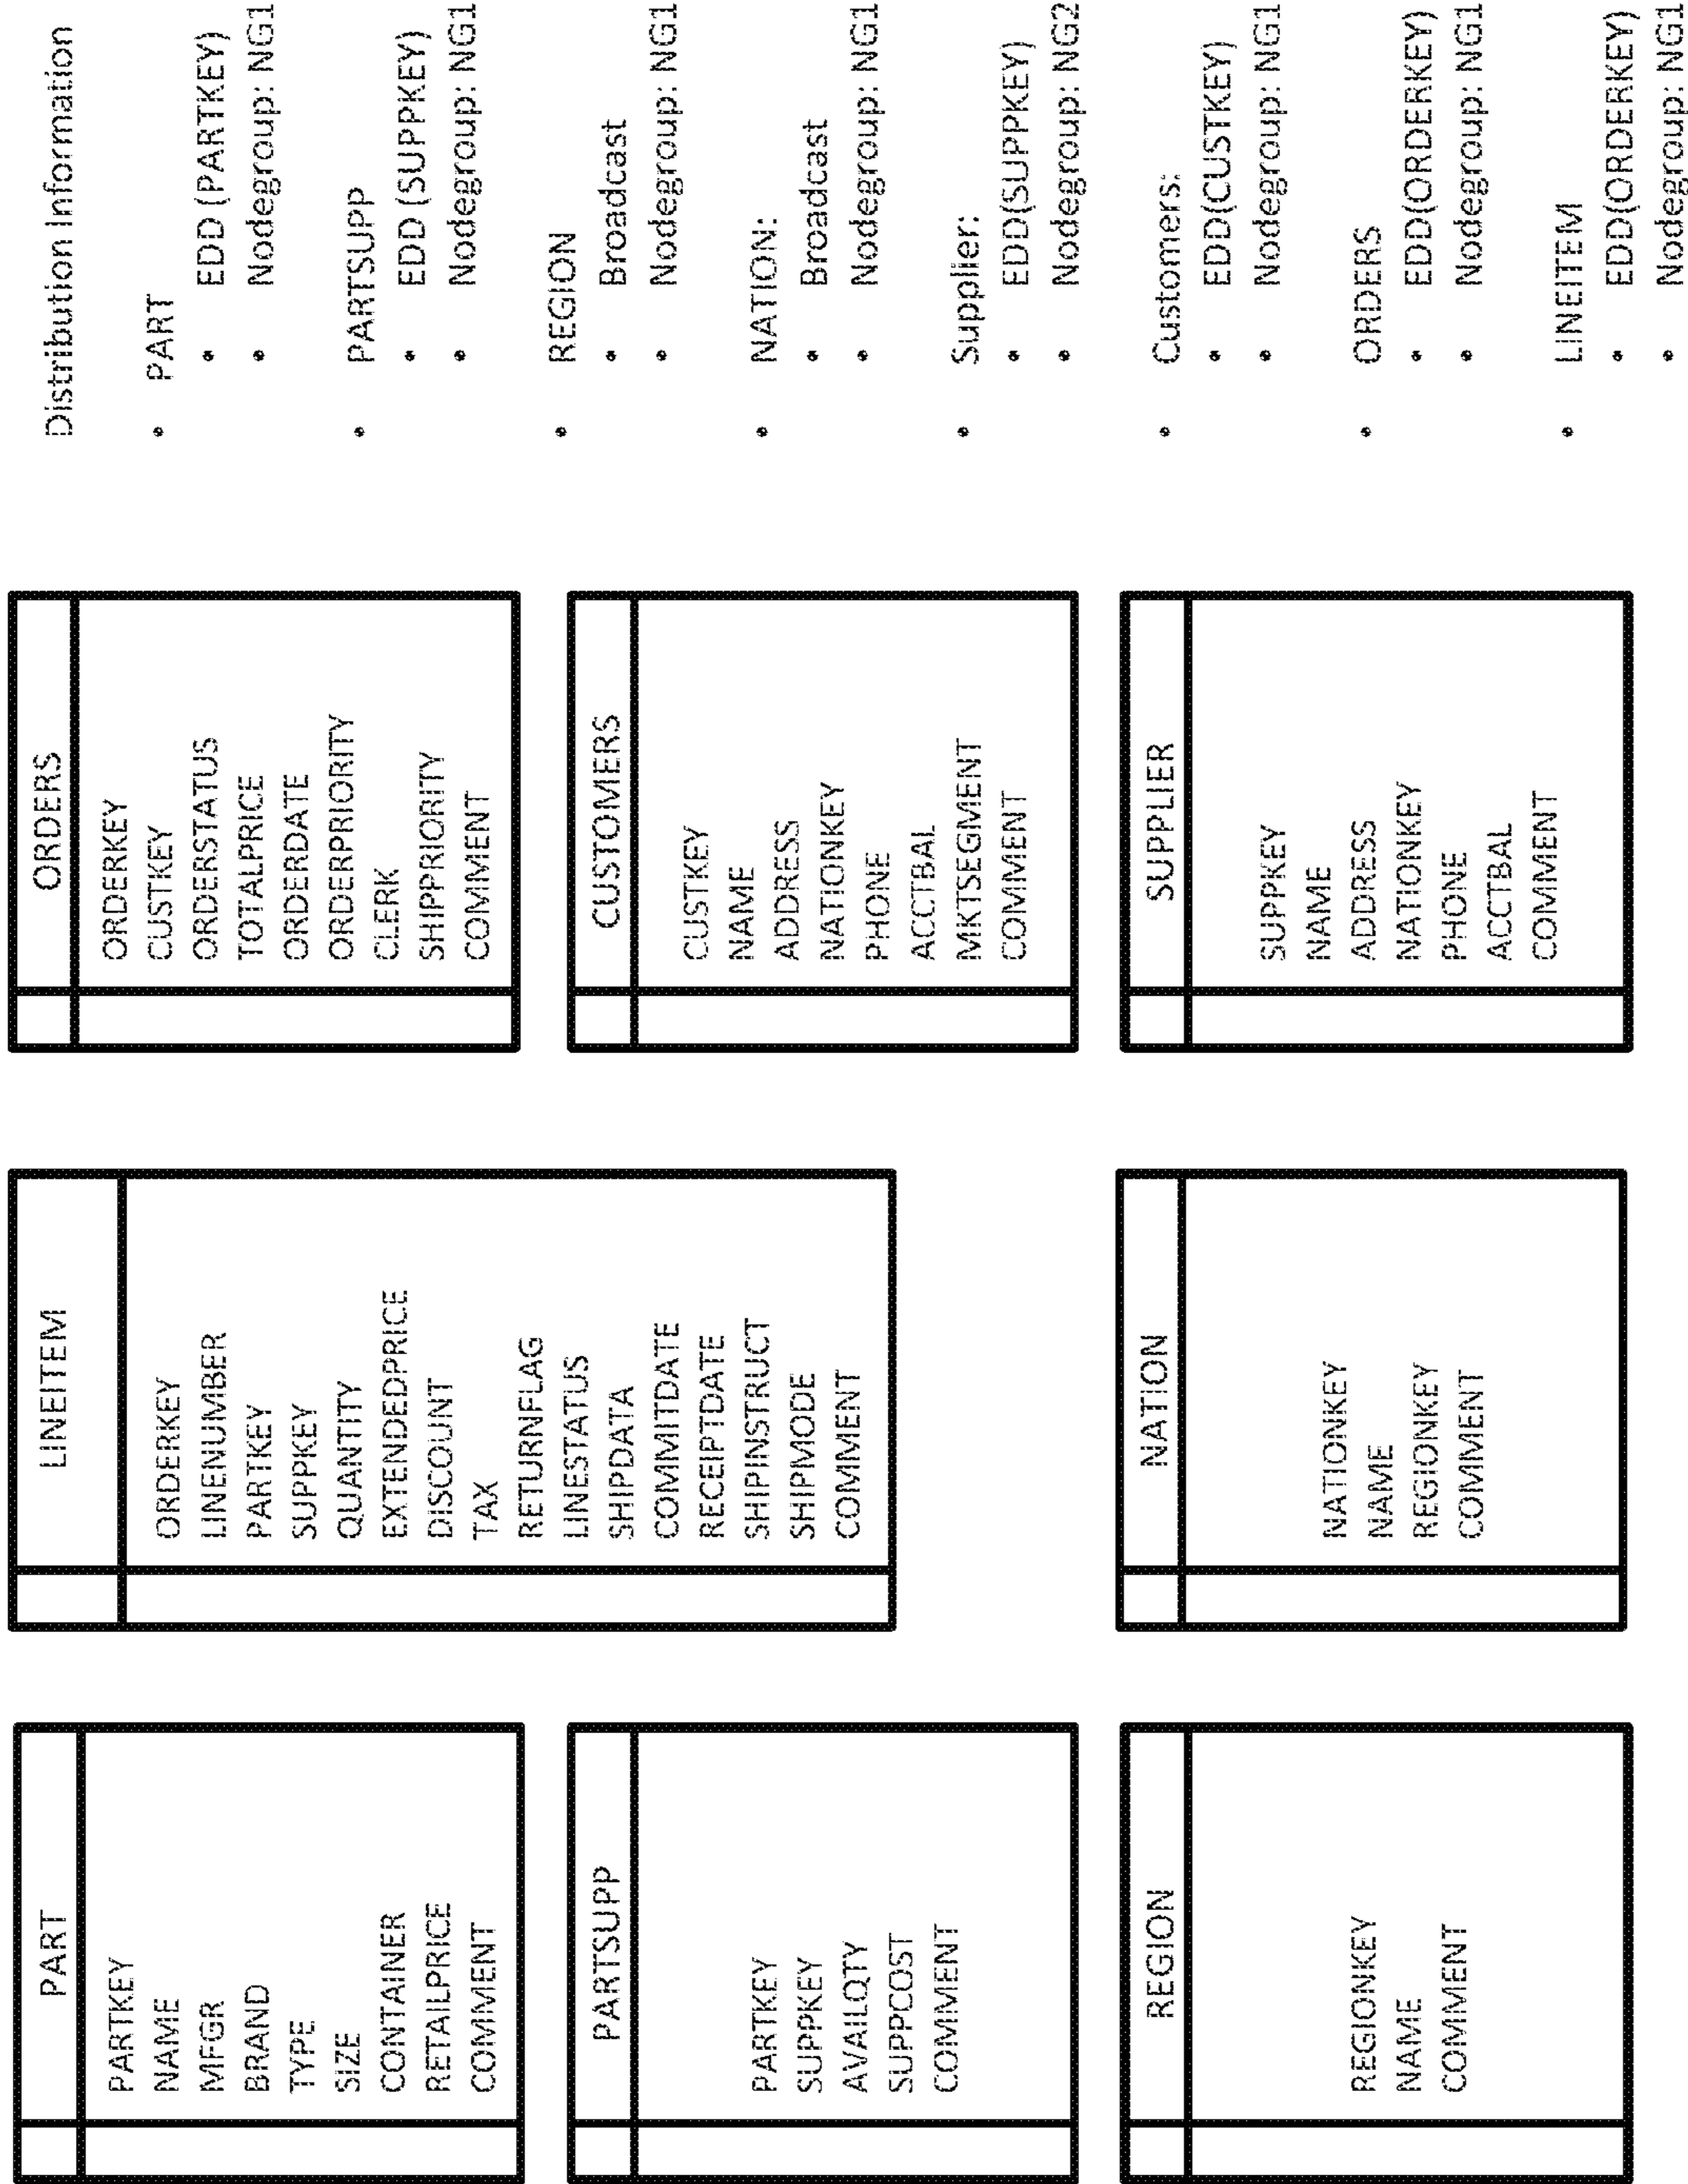 PART
PARTKEY
NAME
MFGR
BRAND
TYPE
SIZE
CONTAINER
RETAILPRICE
COMMENT
PARTSUPP
PARTKEY
SUPPKEY
AVAILQTY
SUPPCOST
COMMENT
REGION
REGIONKEY
NAME
COMMENT
LINEITEM
ORDERKEY
LINENUMBER
PARTKEY
SUPPKEY
QUANTITY
EXTENDEDPRICE
DISCOUNT
TAX
RETURNFLAG
LINESTATUS
SHIPDATA
COMMITDATE
RECEIPTDATE
SHIPINSTRUCT
SHIPMODE
COMMENT
NATION
NATIONKEY
NAME
REGIONKEY
COMMENT
ORDERS
ORDERKEY
CUSTKEY
ORDERSTATUS
TOTALPRICE
ORDERDATE
ORDERPRIORITY
CLERK
SHIPPRIORITY
COMMENT
CUSTOMERS
CUSTKEY
NAME
ADDRESS
NATIONKEY
PHONE
ACCTBAL
MKTSEGMENT
COMMENT
SUPPLIER
SUPPKEY
NAME
ADDRESS
NATIONKEY
PHONE
ACCTBAL
COMMENT
Distribution Information
• PART
• EDD (PARTKEY)
• Nodegroup: NG1
• PARTSUPP
• EDD (SUPPKEY)
• Nodegroup: NG1
• REGION
• Broadcast
• Nodegroup: NG1
• NATION:
• Broadcast
• Nodegroup: NG1
• Supplier:
• EDD(SUPPKEY)
• Nodegroup: NG2
• Customers:
• EDD(CUSTKEY)
• Nodegroup: NG1
• ORDERS
• EDD(ORDERKEY)
• Nodegroup: NG1
• LINEITEM
• EDD(ORDERKEY)
• Nodegroup: NG1